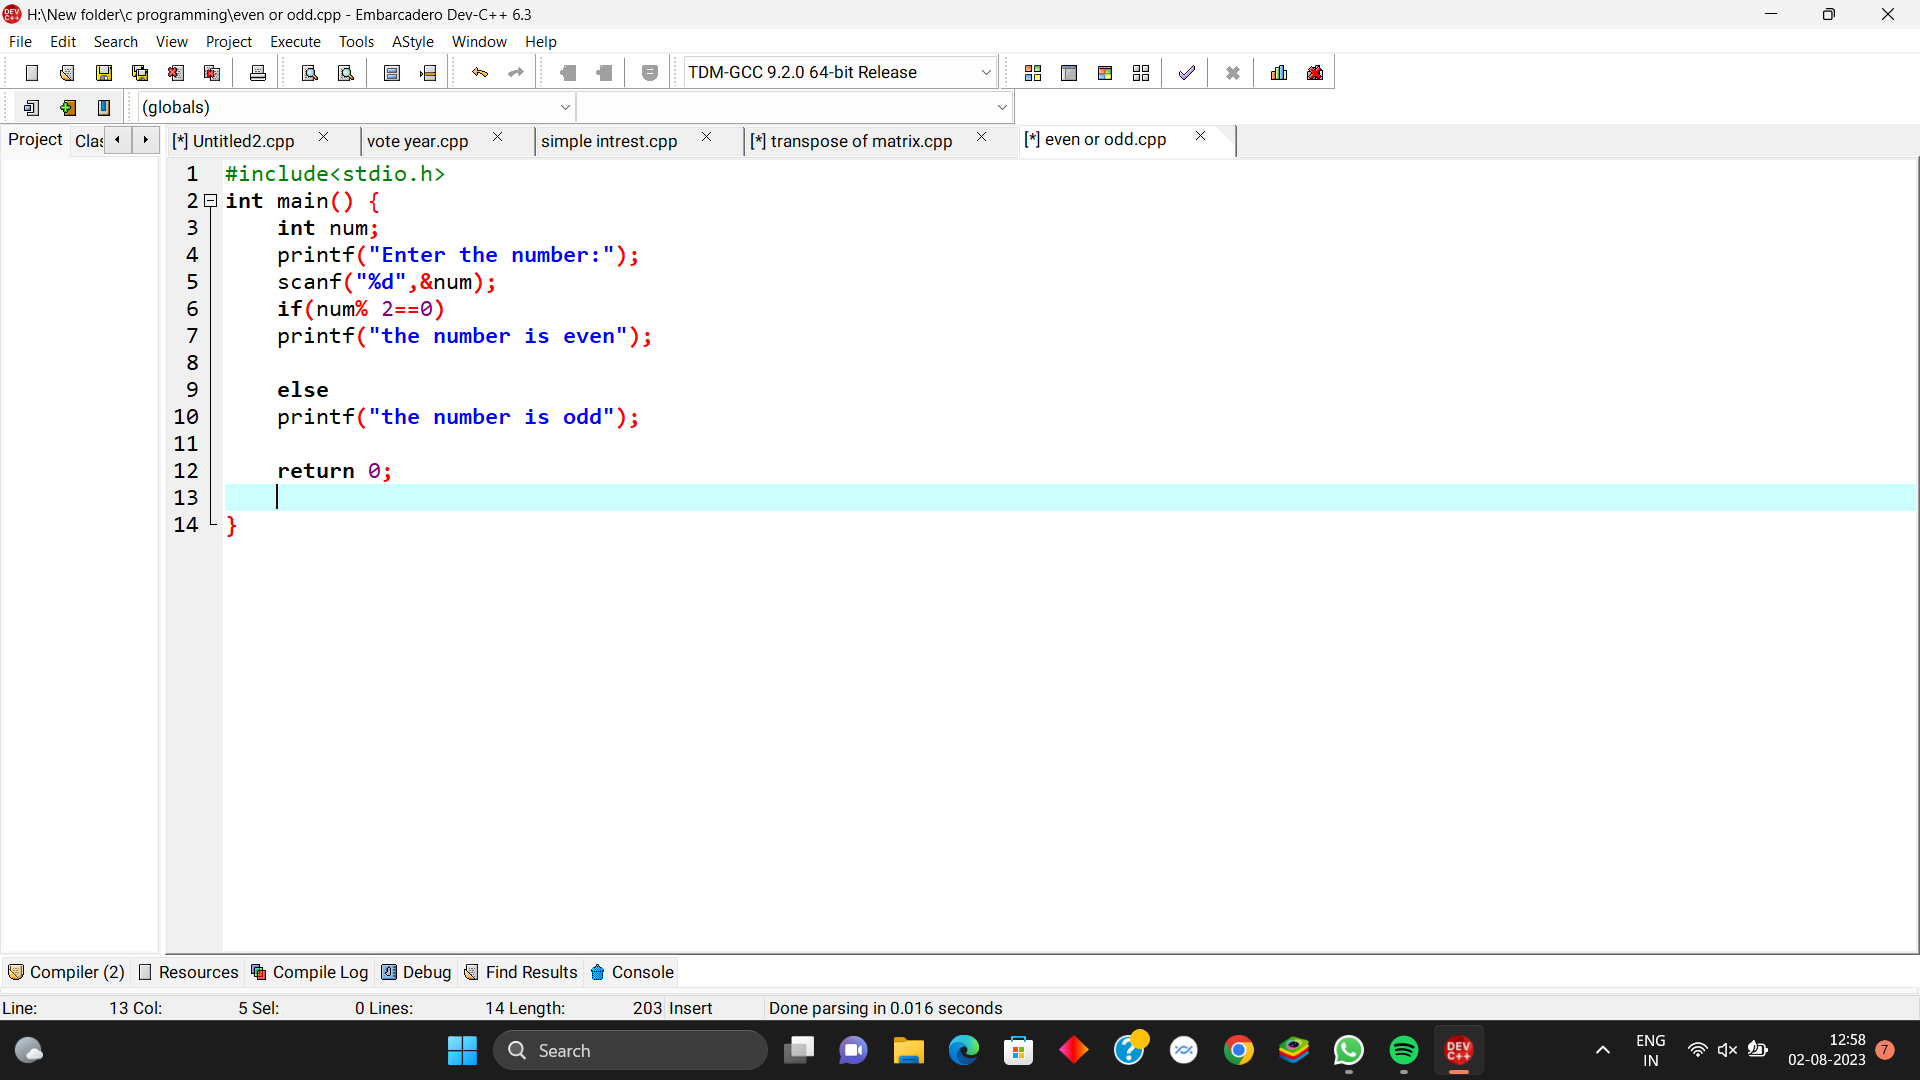 H:\New folder\c programming\even or odd.cpp - Embarcadero Dev-C++ 6.3
File Edit Search View Project Execute Tools AStyle Window Help
TDM-GCC 9.2.0 64-bit Release
(globals)
Project Clas [*] Untitled2.cpp vote year.cpp simple intrest.cpp [*] transpose of matrix.cpp [*] even or odd.cpp
1 #include<stdio.h>
2 int main() {
3 int num;
4 printf("Enter the number:");
5 scanf("%d",&num);
6 if(num% 2==0)
7 printf("the number is even");
8
9 else
10 printf("the number is odd");
11
12 return 0;
13
14 }
Compiler (2) Resources Compile Log Debug Find Results Console
Line: 13 Col: 5 Sel: 0 Lines: 14 Length: 203 Insert Done parsing in 0.016 seconds
Search DEV C++ ENG 12:58
IN 02-08-2023 7